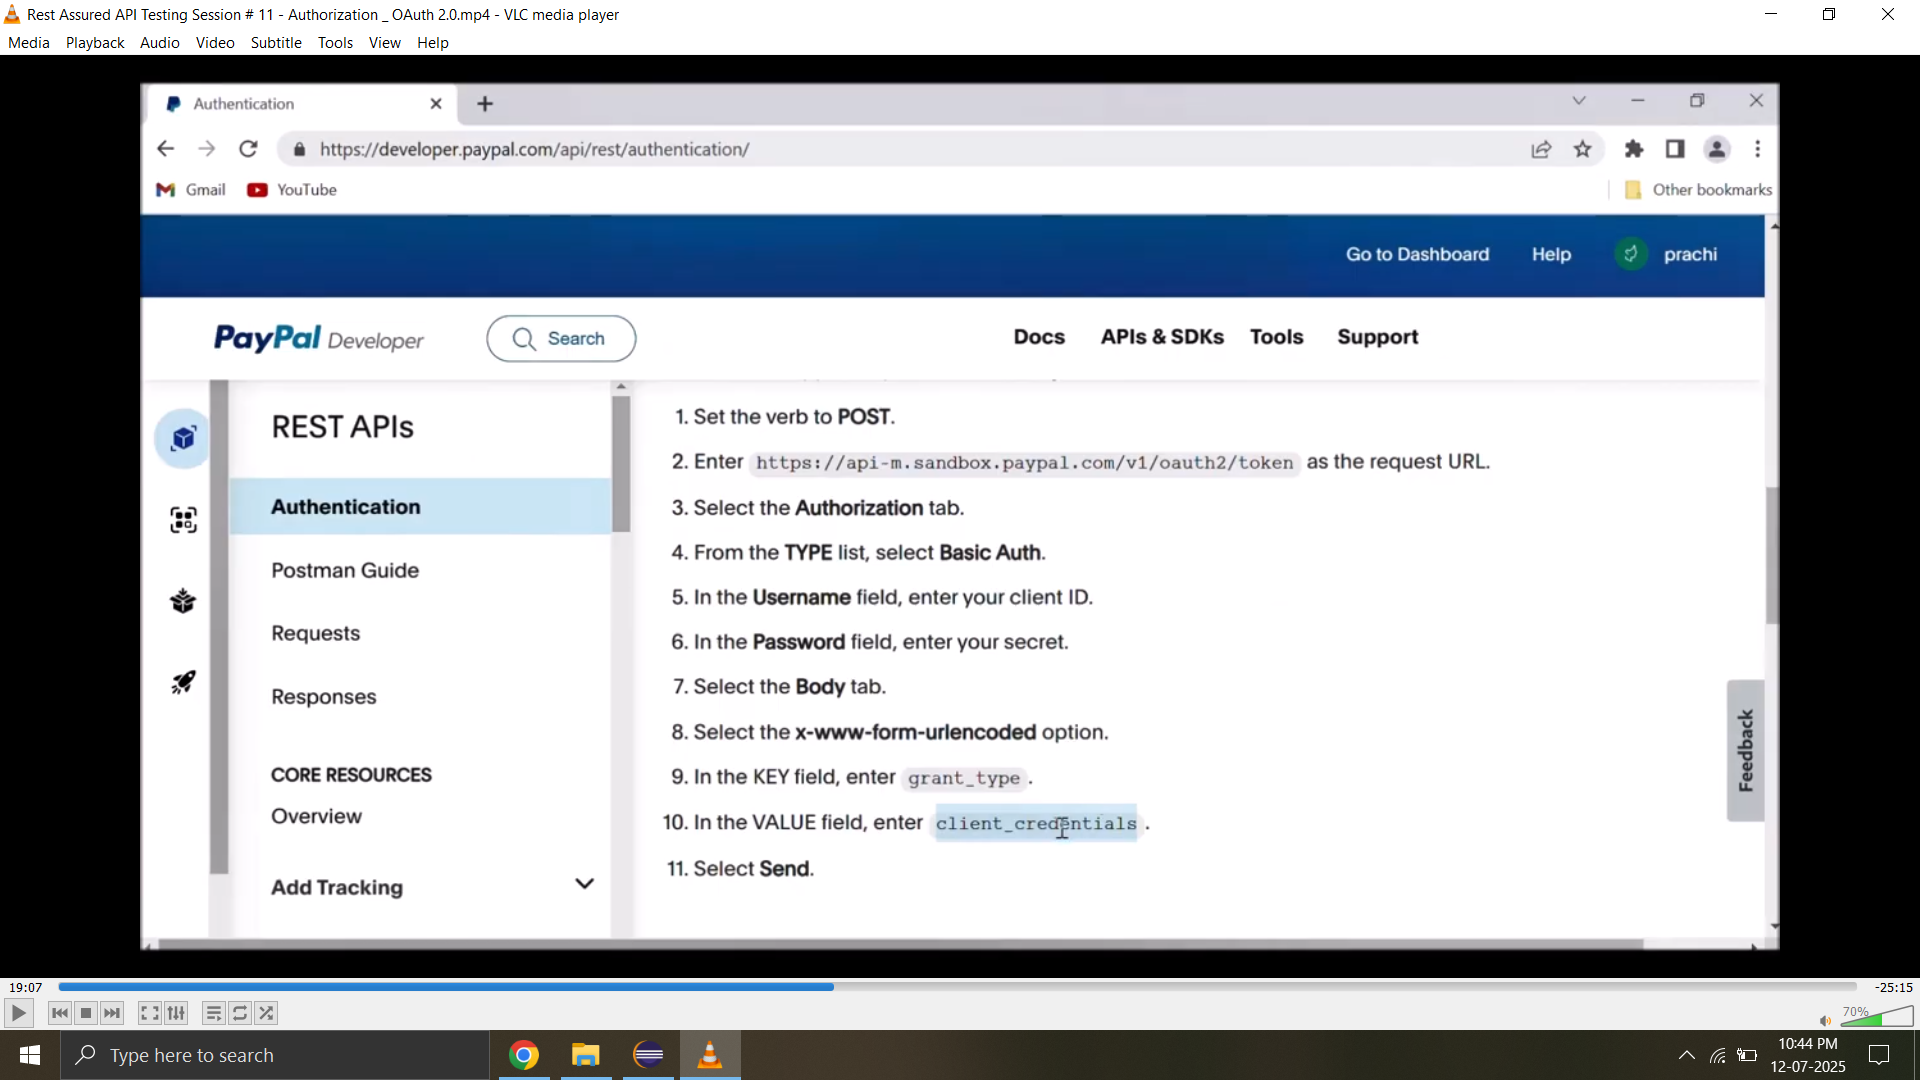 Rest Assured API Testing Session # 11 - Authorization _ OAuth 2.0.mp4 - VLC media player
Media Playback Audio Video Subtitle Tools View Help
Authentication
https://developer.paypal.com/api/rest/authentication/
Gmail YouTube Other bookmarks
Go to Dashboard Help prachi
PayPal Developer Search Docs APIs & SDKs Tools Support
REST APIs
Authentication
Postman Guide
Requests
Responses
CORE RESOURCES
Overview
Add Tracking
1. Set the verb to POST.
2. Enter https://api-m.sandbox.paypal.com/v1/oauth2/token as the request URL.
3. Select the Authorization tab.
4. From the TYPE list, select Basic Auth.
5. In the Username field, enter your client ID.
6. In the Password field, enter your secret.
7. Select the Body tab.
8. Select the x-www-form-urlencoded option.
9. In the KEY field, enter grant_type.
10. In the VALUE field, enter client_credentials.
11. Select Send.
Feedback
19:07 -25:15
70%
Type here to search
10:44 PM
12-07-2025